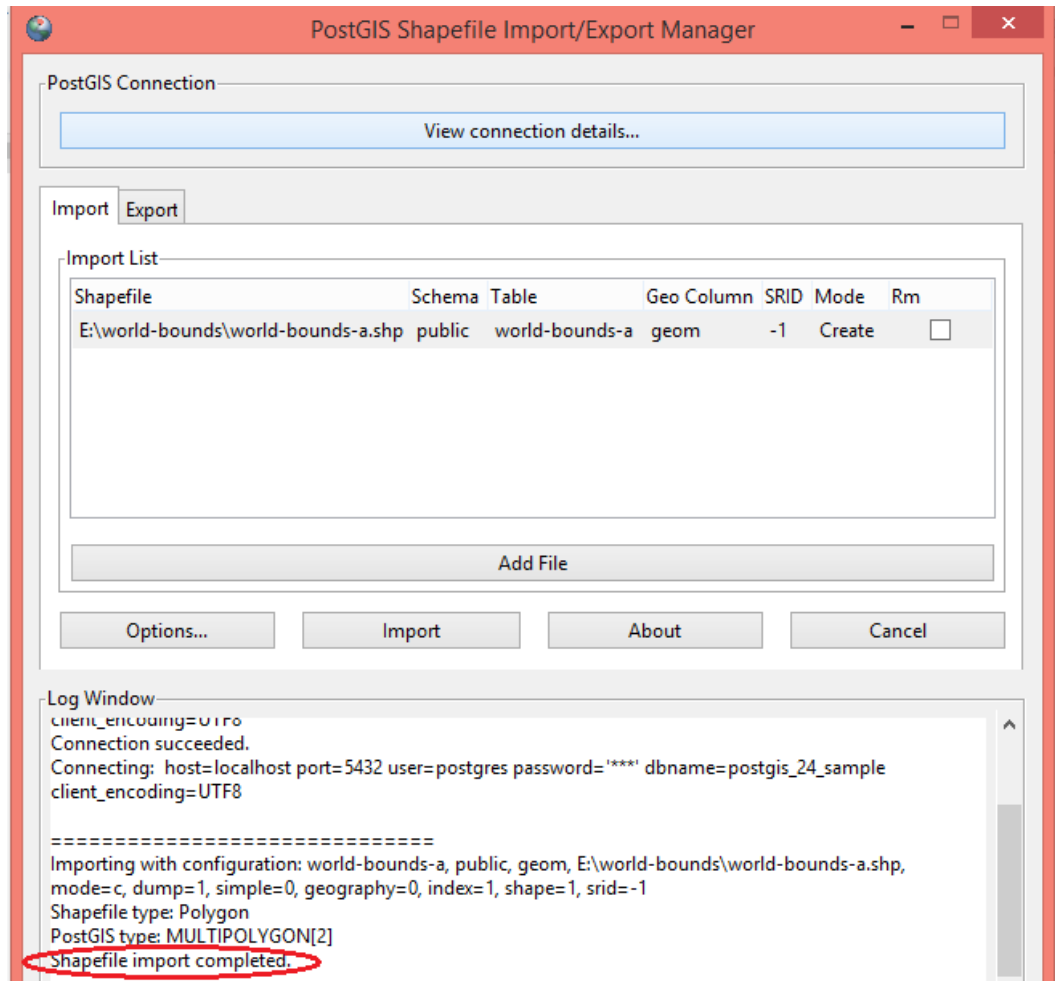 PostGIS Shapefile Import/Export Manager
PostGIS Connection
View connection details...
Import Export
Import List
Shapefile Schema Table Geo Column SRID Mode Rm
E:\world-bounds\world-bounds-a.shp public world-bounds-a geom -1 Create
Add File
Options... Import About Cancel
Log Window
client_encoding=UTF8
Connection succeeded.
Connecting: host=localhost port=5432 user=postgres password='***' dbname=postgis_24_sample
client_encoding=UTF8
==============================
Importing with configuration: world-bounds-a, public, geom, E:\world-bounds\world-bounds-a.shp,
mode=c, dump=1, simple=0, geography=0, index=1, shape=1, srid=-1
Shapefile type: Polygon
PostGIS type: MULTIPOLYGON[2]
Shapefile import completed.